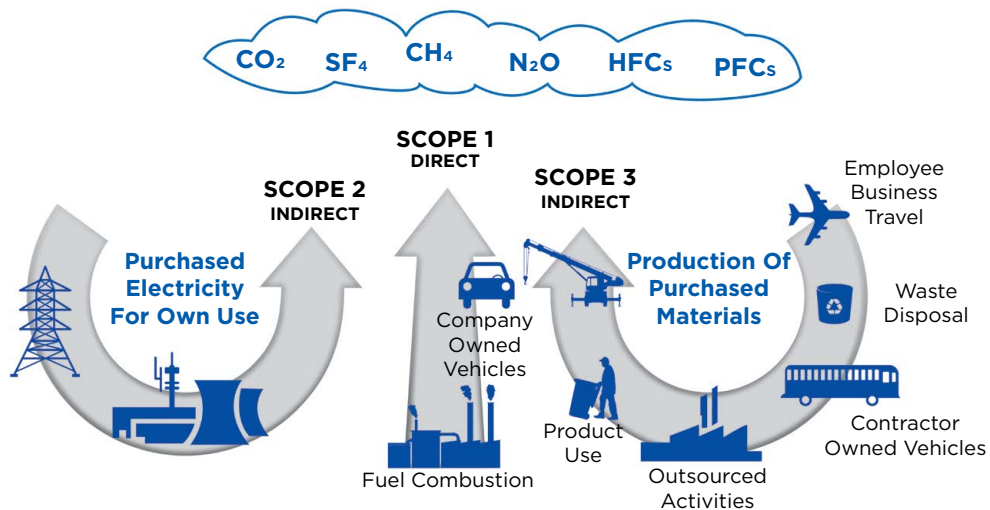 CO₂ SF₄ CH₄ N₂O HFCs PFCs
SCOPE 1
DIRECT
SCOPE 2
INDIRECT
SCOPE 3
INDIRECT
Purchased
Electricity
For Own Use
Company
Owned
Vehicles
Fuel Combustion
Production Of
Purchased
Materials
Employee
Business
Travel
Waste
Disposal
Contractor
Owned Vehicles
Outsourced
Activities
Product
Use